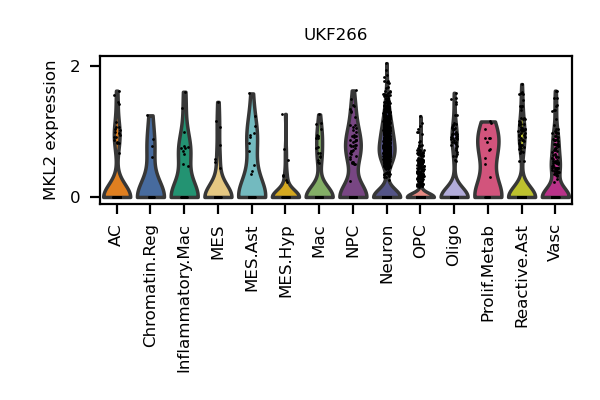 UKF266
MKL2 expression
2
0
AC
Chromatin.Reg
Inflammatory.Mac
MES
MES.Ast
MES.Hyp
Mac
NPC
Neuron
OPC
Oligo
Prolif.Metab
Reactive.Ast
Vasc